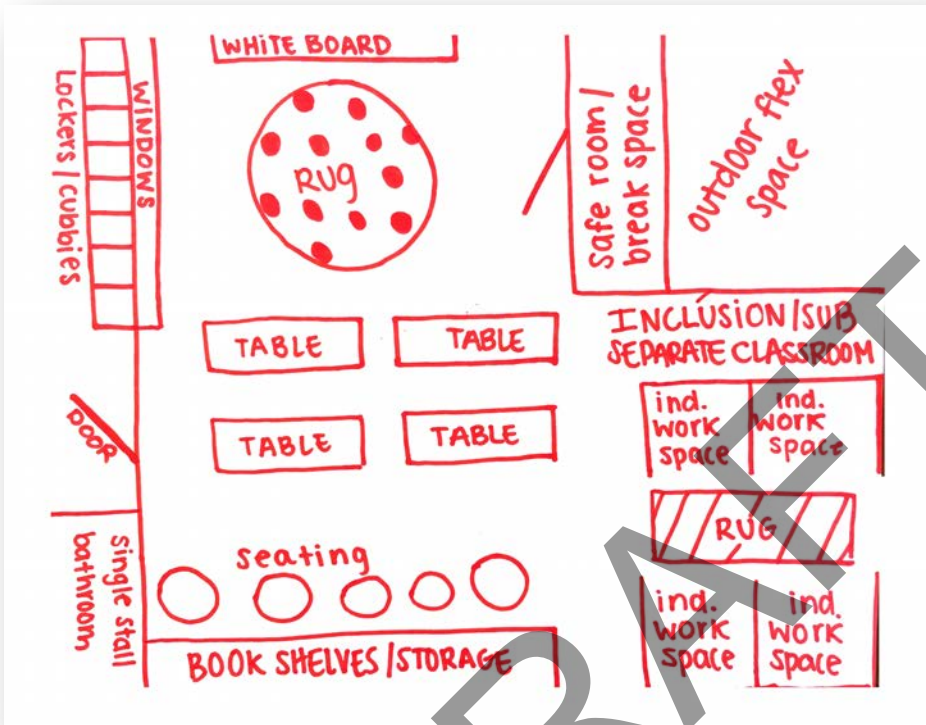 WHITE BOARD
Lockers / cubbies
WINDOWS
RUG
safe room /
break space
outdoor flex
space
INCLUSION/SUB
SEPARATE CLASSROOM
TABLE
TABLE
TABLE
TABLE
ind.
work
space
ind.
work
space
DOOR
RUG
single stall
bathroom
seating
ind.
work
space
ind.
work
space
BOOK SHELVES/STORAGE
DRAFT